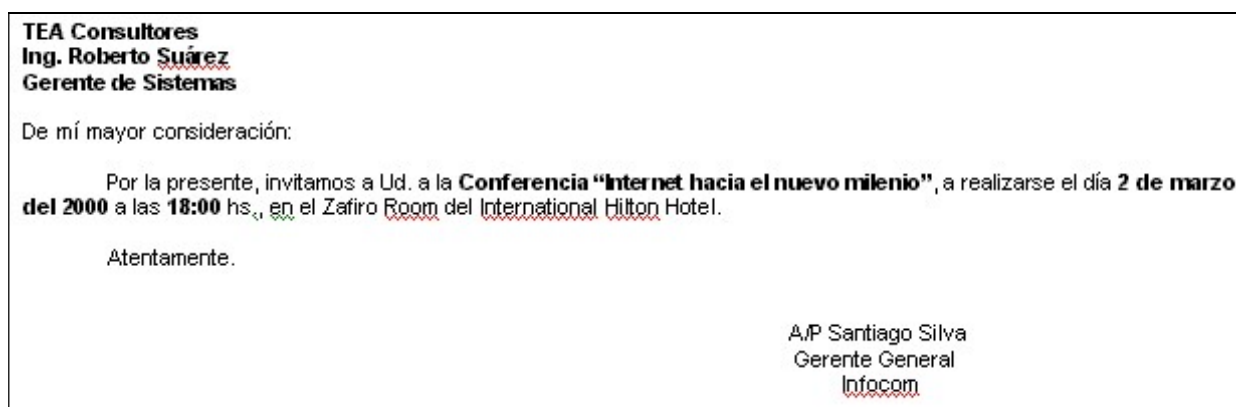 TEA Consultores
Ing. Roberto Suárez
Gerente de Sistemas
De mí mayor consideración:
Por la presente, invitamos a Ud. a la Conferencia “Internet hacia el nuevo milenio”, a realizarse el día 2 de marzo
del 2000 a las 18:00 hs., en el Zafiro Room del International Hilton Hotel.
Atentamente.
A/P Santiago Silva
Gerente General
Infocom